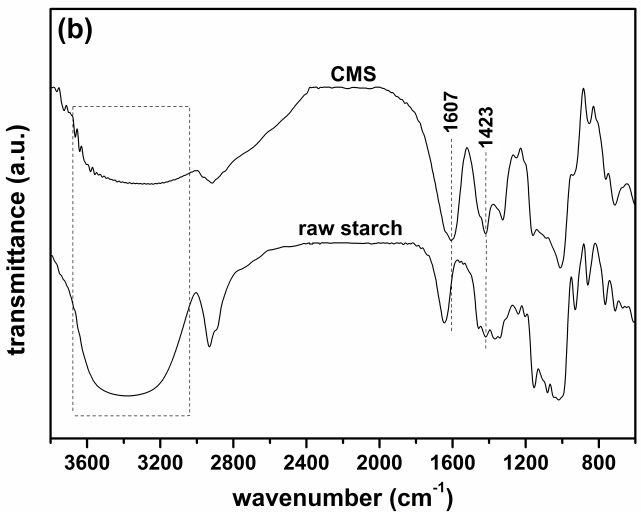 (b)
CMS
1607
1423
raw starch
transmittance (a.u.)
3600 3200 2800 2400 2000 1600 1200 800
wavenumber (cm⁻¹)